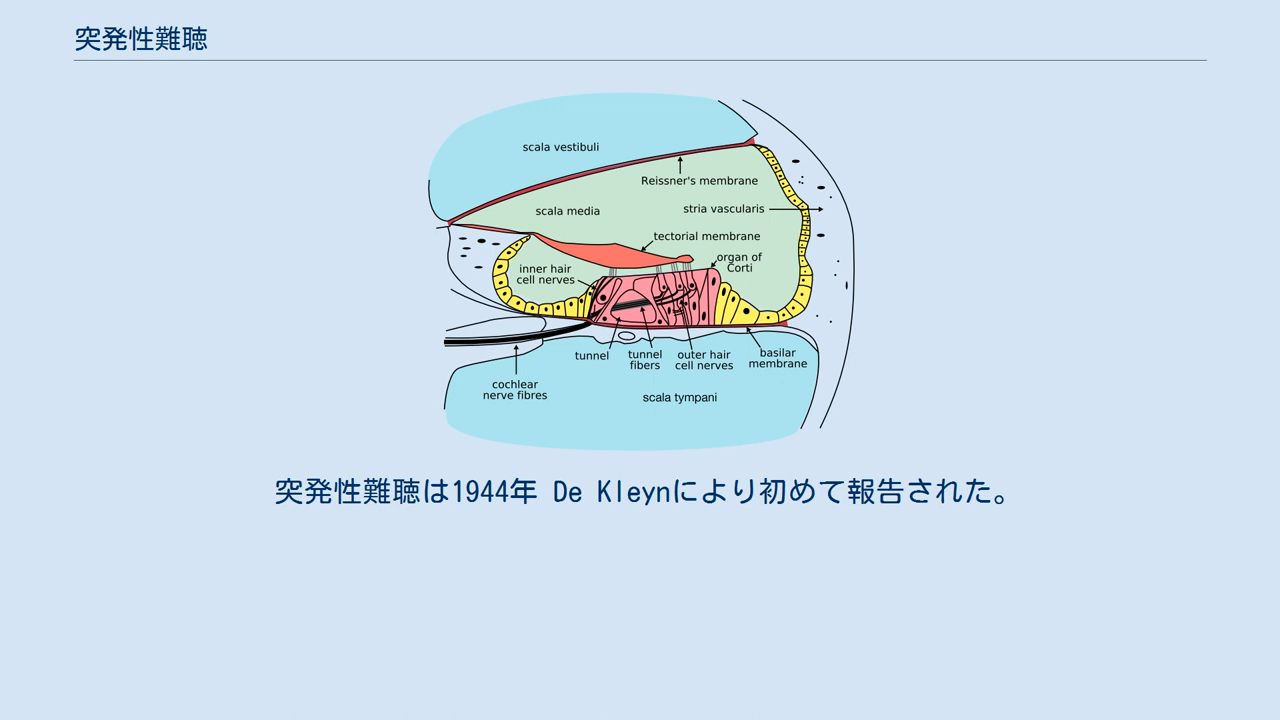 突発性難聴
scala vestibuli
Reissner's membrane
scala media
stria vascularis
tectorial membrane
organ of
Corti
inner hair
cell nerves
tunnel
tunnel
fibers
outer hair
cell nerves
basilar
membrane
cochlear
nerve fibres
scala tympani
突発性難聴は1944年 De Kleynにより初めて報告された。